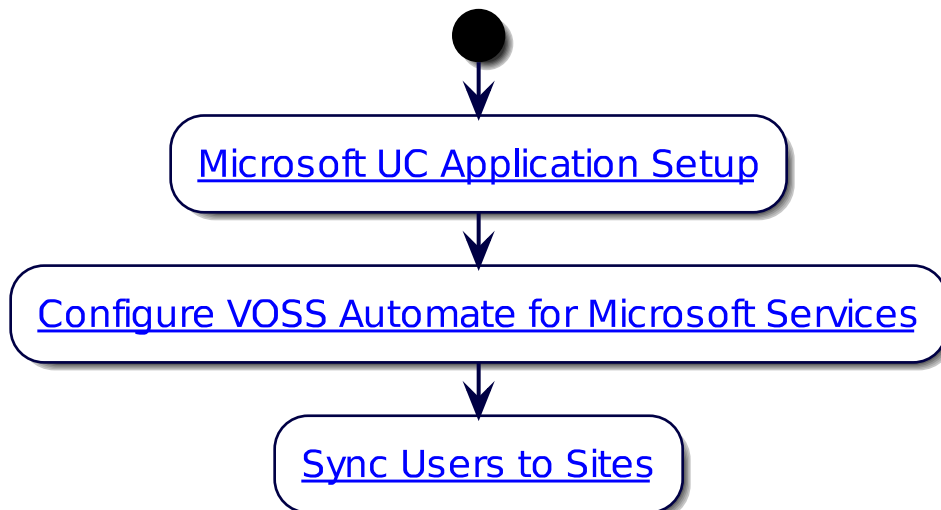 Microsoft UC Application Setup
Configure VOSS Automate for Microsoft Services
Sync Users to Sites